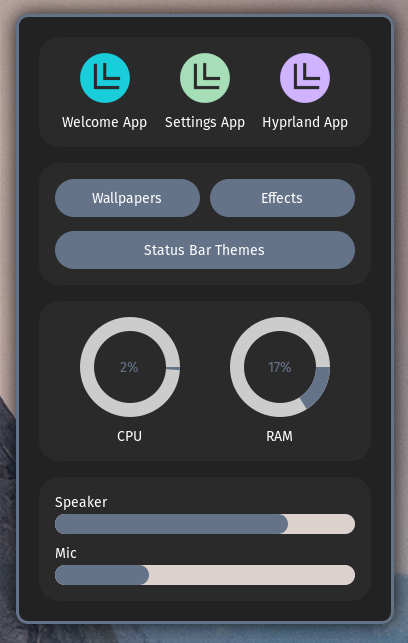 Welcome App Settings App Hyprland App
Wallpapers Effects
Status Bar Themes
2% 17%
CPU RAM
Speaker
Mic